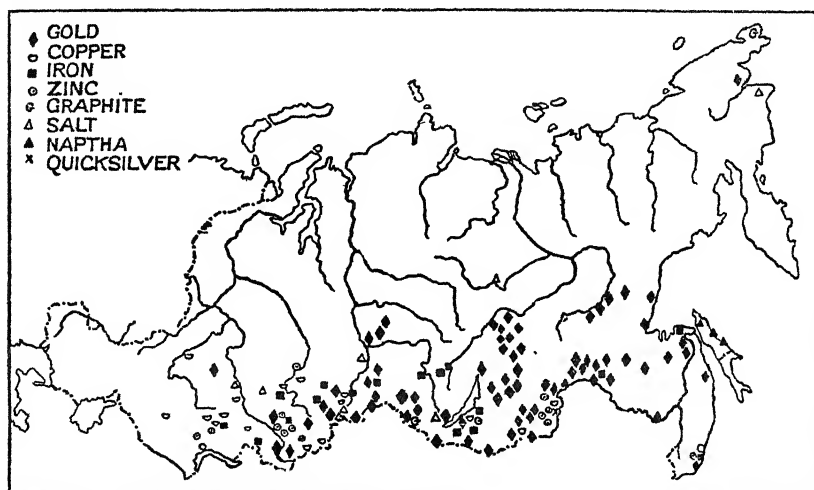 GOLD
COPPER
IRON
ZINC
GRAPHITE
SALT
NAPTHA
QUICKSILVER